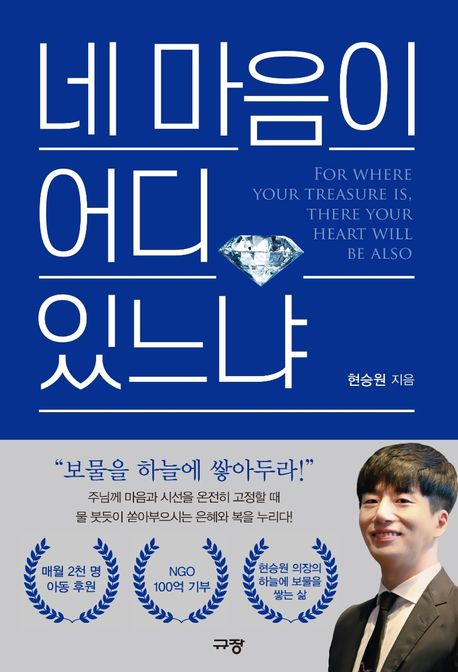 네 마음이
어디
있느냐
FOR WHERE
YOUR TREASURE IS,
THERE YOUR
HEART WILL
BE ALSO
현승원 지음
“보물을 하늘에 쌓아두라!”
주님께 마음과 시선을 온전히 고정할 때
물 붓듯이 쏟아부으시는 은혜와 복을 누리다!
매월 2천 명
아동 후원
NGO
100억 기부
현승원 의장의
하늘에 보물을
쌓는 삶
규장